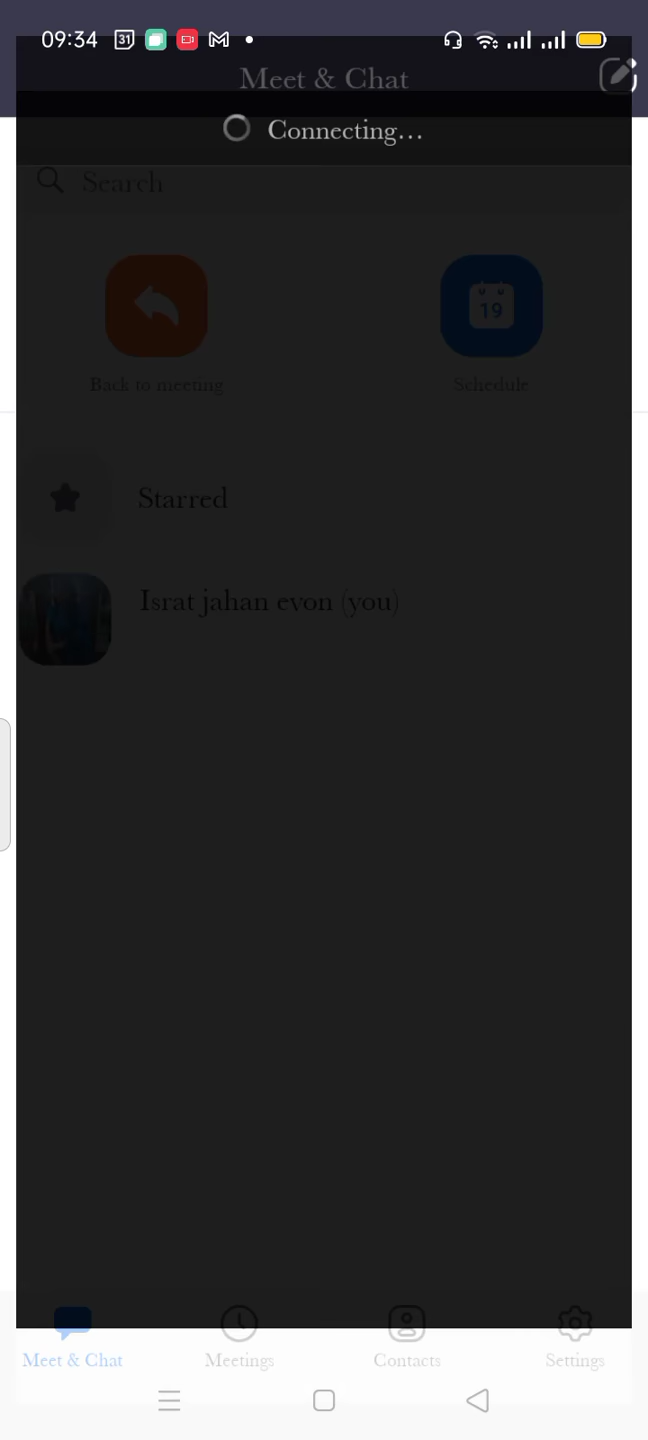 09:34
31
Meet & Chat
Connecting...
Search
19
Back to meeting
Schedule
Starred
Israt jahan evon (you)
Meet & Chat
Meetings
Contacts
Settings